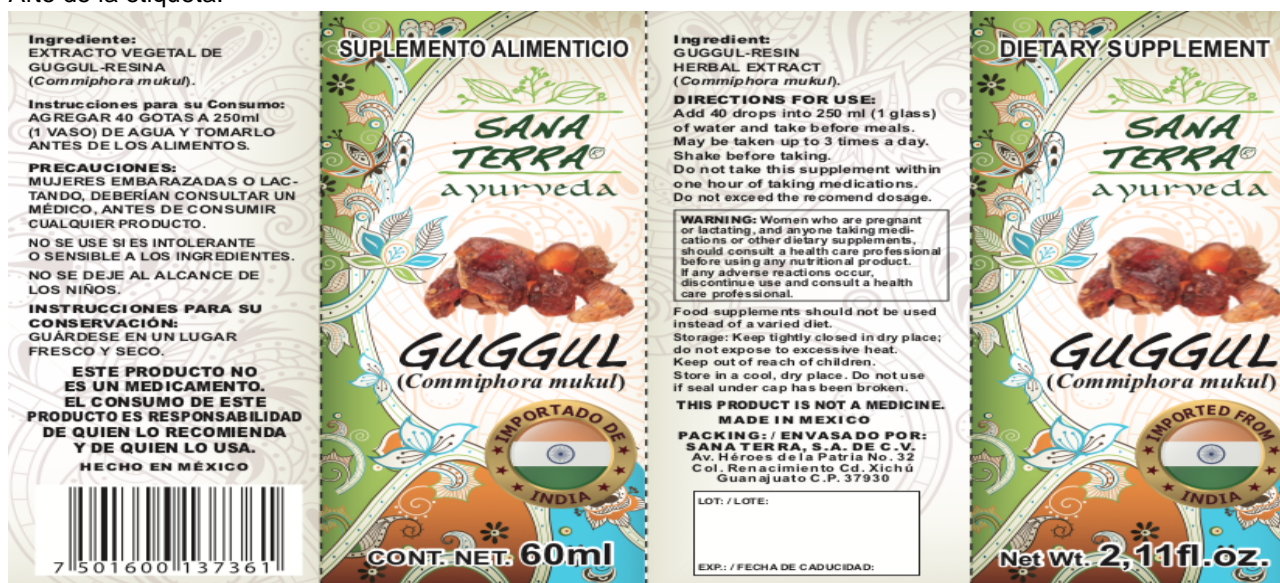 Arte de la etiqueta:
Ingrediente:
EXTRACTO VEGETAL DE
GUGGUL-RESINA
(Commiphora mukul).
Instrucciones para su Consumo:
AGREGAR 40 GOTAS A 250ml
(1 VASO) DE AGUA Y TOMARLO
ANTES DE LOS ALIMENTOS.
PRECAUCIONES:
MUJERES EMBARAZADAS O LAC-
TANDO, DEBERÍAN CONSULTAR UN
MÉDICO, ANTES DE CONSUMIR
CUALQUIER PRODUCTO.
NO SE USE SI ES INTOLERANTE
O SENSIBLE A LOS INGREDIENTES.
NO SE DEJE AL ALCANCE DE
LOS NIÑOS.
INSTRUCCIONES PARA SU
CONSERVACIÓN:
GUÁRDESE EN UN LUGAR
FRESCO Y SECO.
ESTE PRODUCTO NO
ES UN MEDICAMENTO.
EL CONSUMO DE ESTE
PRODUCTO ES RESPONSABILIDAD
DE QUIEN LO RECOMIENDA
Y DE QUIEN LO USA.
HECHO EN MÉXICO
7 501600 137361
SUPLEMENTO ALIMENTICIO
SANA
TERRA
ayurveda
GUGGUL
(Commiphora mukul)
IMPORTADO DE
INDIA
CONT. NET. 60ml
Ingredient:
GUGGUL-RESIN
HERBAL EXTRACT
(Commiphora mukul).
DIRECTIONS FOR USE:
Add 40 drops into 250 ml (1 glass)
of water and take before meals.
May be taken up to 3 times a day.
Shake before taking.
Do not take this supplement within
one hour of taking medications.
Do not exceed the recomend dosage.
WARNING: Women who are pregnant
or lactating, and anyone taking medi-
cations or other dietary supplements,
should consult a health care professional
before using any nutritional product.
If any adverse reactions occur,
discontinue use and consult a health
care professional.
Food supplements should not be used
instead of a varied diet.
Storage: Keep tightly closed in dry place;
do not expose to excessive heat.
Keep out of reach of children.
Store in a cool, dry place. Do not use
if seal under cap has been broken.
THIS PRODUCT IS NOT A MEDICINE.
MADE IN MEXICO
PACKING: / ENVASADO POR:
SANA TERRA, S.A. DE C.V.
Av. Héroes de la Patria No. 32
Col. Renacimiento Cd. Xichú
Guanajuato C.P. 37930
LOT: / LOTE:
EXP.: / FECHA DE CADUCIDAD:
DIETARY SUPPLEMENT
SANA
TERRA
ayurveda
GUGGUL
(Commiphora mukul)
IMPORTED FROM
INDIA
Net Wt. 2,11fl.oz.